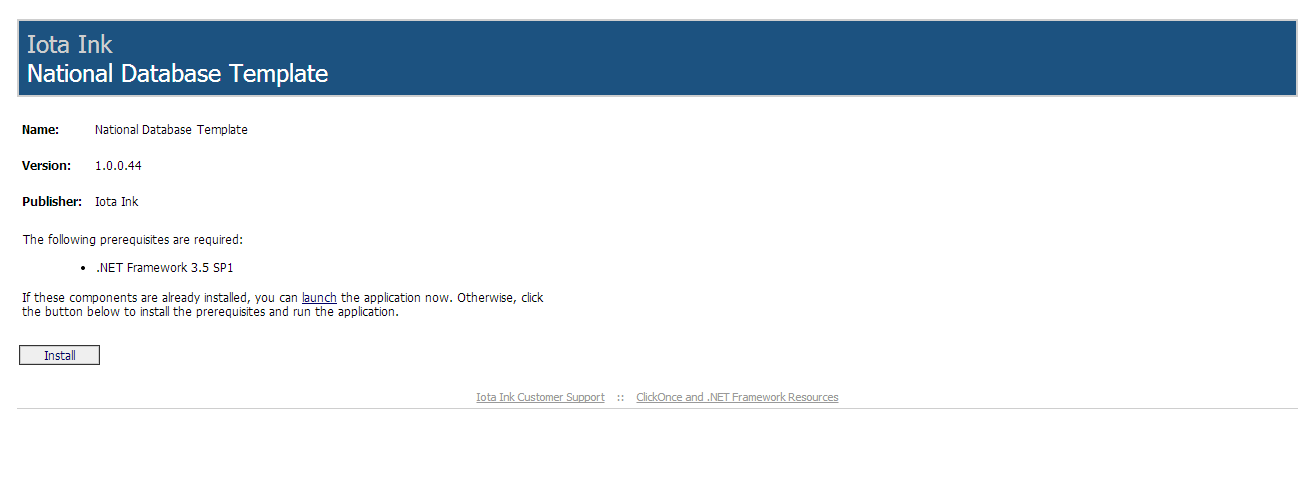 Iota Ink
National Database Template
Name: National Database Template
Version: 1.0.0.44
Publisher: Iota Ink
The following prerequisites are required:
• .NET Framework 3.5 SP1
If these components are already installed, you can launch the application now. Otherwise, click
the button below to install the prerequisites and run the application.
Install
Iota Ink Customer Support :: ClickOnce and .NET Framework Resources